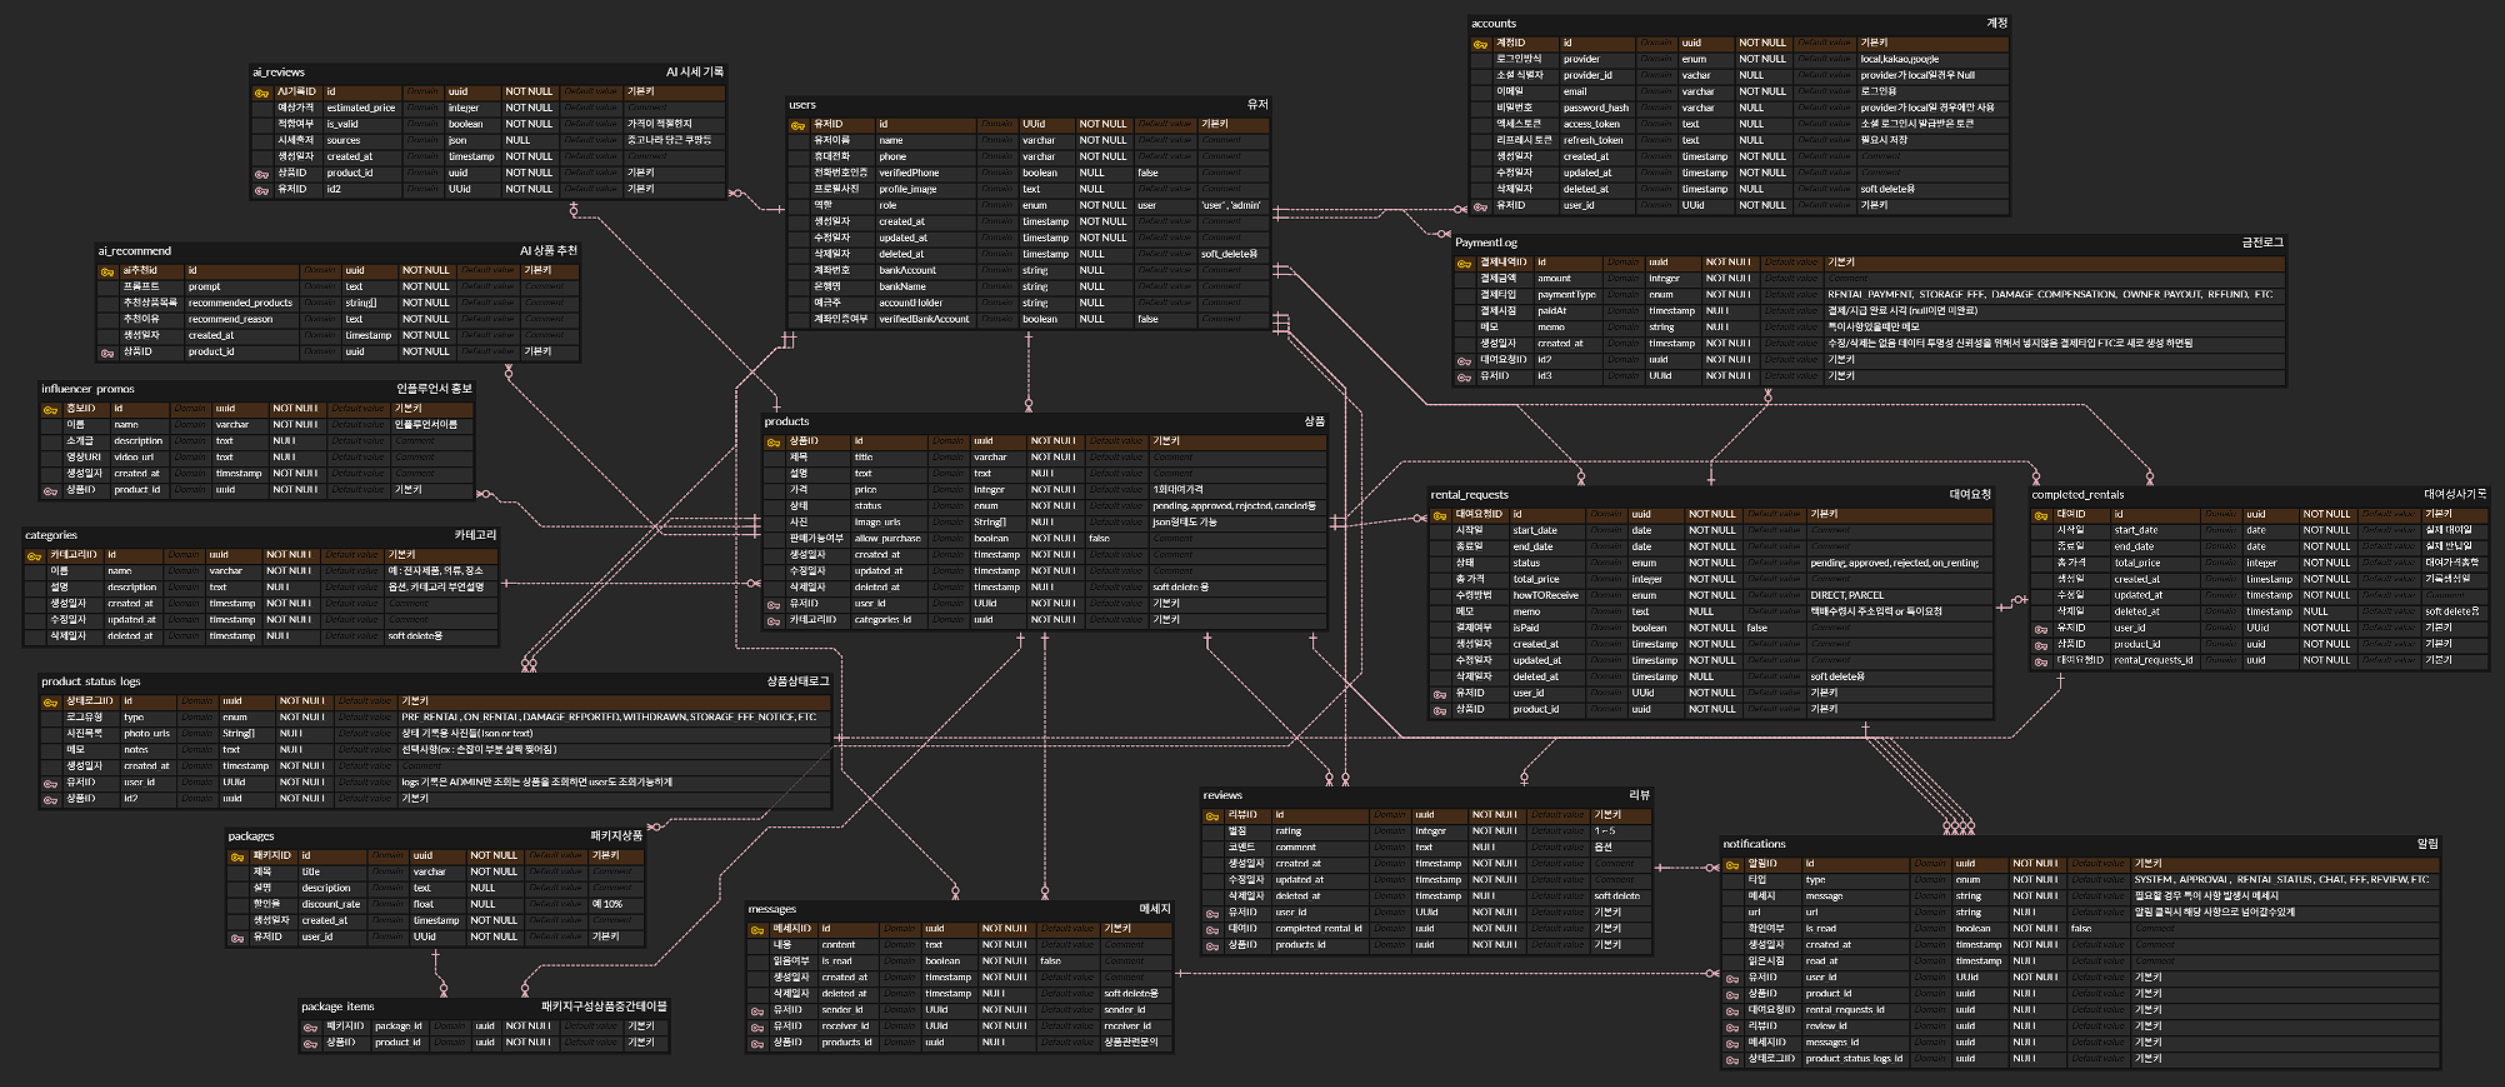 accounts 계정
계정ID id Domain uuid NOT NULL Default value 기본키
로그인방식 provider Domain enum NOT NULL Default value local,kakao,google
소셜 식별자 provider_id Domain vachar NULL Default value provider가 local일경우 Null
이메일 email Domain varchar NOT NULL Default value 로그인용
비밀번호 password_hash Domain varchar NULL Default value provider가 local일 경우에만 사용
엑세스토큰 access_token Domain text NULL Default value 소셜 로그인시 발급받은 토큰
리프레시 토큰 refresh_token Domain text NULL Default value 필요시 저장
생성일자 created_at Domain timestamp NOT NULL Default value Comment
수정일자 updated_at Domain timestamp NOT NULL Default value Comment
삭제일자 deleted_at Domain timestamp NULL Default value soft delete용
유저ID user_id Domain UUid NOT NULL Default value 기본키
ai_reviews AI 시세 기록
AI기록ID id Domain uuid NOT NULL Default value 기본키
예상가격 estimated_price Domain integer NOT NULL Default value Comment
적합여부 is_valid Domain boolean NOT NULL Default value 가격이 적절한지
시세출처 sources Domain json NULL Default value 중고나라 당근 쿠팡등
생성일자 created_at Domain timestamp NOT NULL Default value Comment
상품ID product_id Domain uuid NOT NULL Default value 기본키
유저ID id2 Domain UUid NOT NULL Default value 기본키
users 유저
유저ID id Domain UUid NOT NULL Default value 기본키
유저이름 name Domain varchar NOT NULL Default value Comment
휴대전화 phone Domain varchar NOT NULL Default value Comment
전화번호인증 verifiedPhone Domain boolean NULL false Comment
프로필사진 profile_image Domain text NULL Default value Comment
역할 role Domain enum NOT NULL user 'user' , 'admin'
생성일자 created_at Domain timestamp NOT NULL Default value Comment
수정일자 updated_at Domain timestamp NOT NULL Default value Comment
삭제일자 deleted_at Domain timestamp NULL Default value soft_delete용
계좌번호 bankAccount Domain string NULL Default value Comment
은행명 bankName Domain string NULL Default value Comment
예금주 accountHolder Domain string NULL Default value Comment
계좌인증여부 verifiedBankAccount Domain boolean NULL false Comment
ai_recommend AI 상품 추천
ai추천id id Domain uuid NOT NULL Default value 기본키
프롬프트 prompt Domain text NOT NULL Default value Comment
추천상품목록 recommended_products Domain string[] NOT NULL Default value Comment
추천이유 recommend_reason Domain text NOT NULL Default value Comment
생성일자 created_at Domain timestamp NOT NULL Default value Comment
상품ID product_id Domain uuid NOT NULL Default value 기본키
PaymentLog 금전로그
결제내역ID id Domain uuid NOT NULL Default value 기본키
결제금액 amount Domain integer NOT NULL Default value Comment
결제타입 paymentType Domain enum NOT NULL Default value RENTAL_PAYMENT, STORAGE_FEE, DAMAGE_COMPENSATION, OWNER_PAYOUT, REFUND, ETC
결제시점 paidAt Domain timestamp NULL Default value 결제/지급 완료 시각 (null이면 미완료)
메모 memo Domain string NULL Default value 특이사항있을때만 메모
생성일자 created_at Domain timestamp NOT NULL Default value 수정/삭제는 없음 데이터 투명성 신뢰성을 위해서 넣지않음 결제타입 ETC로 새로 생성 하면됨
대여요청ID id2 Domain uuid NOT NULL Default value 기본키
유저ID id3 Domain UUid NOT NULL Default value 기본키
influencer_promos 인플루언서 홍보
홍보ID id Domain uuid NOT NULL Default value 기본키
이름 name Domain varchar NOT NULL Default value 인플루언서이름
소개글 description Domain text NULL Default value Comment
영상URl video_url Domain text NULL Default value Comment
생성일자 created_at Domain timestamp NOT NULL Default value Comment
상품ID product_id Domain uuid NOT NULL Default value 기본키
products 상품
상품ID id Domain uuid NOT NULL Default value 기본키
제목 title Domain varchar NOT NULL Default value Comment
설명 text Domain text NULL Default value Comment
가격 price Domain integer NOT NULL Default value 1회대여가격
상태 status Domain enum NOT NULL Default value pending, approved, rejected, cancled등
사진 image_urls Domain String[] NULL Default value json형태도 가능
판매가능여부 allow_purchase Domain boolean NOT NULL false Comment
생성일자 created_at Domain timestamp NOT NULL Default value Comment
수정일자 updated_at Domain timestamp NOT NULL Default value Comment
삭제일자 deleted_at Domain timestamp NULL Default value soft delete 용
유저ID user_id Domain UUid NOT NULL Default value 기본키
카테고리ID categories_id Domain uuid NOT NULL Default value 기본키
rental_requests 대여요청
대여요청ID id Domain uuid NOT NULL Default value 기본키
시작일 start_date Domain date NOT NULL Default value Comment
종료일 end_date Domain date NOT NULL Default value Comment
상태 status Domain enum NOT NULL Default value pending, approved, rejected, on_renting
총 가격 total_price Domain integer NOT NULL Default value Comment
수령방법 howTOReceive Domain enum NOT NULL Default value DIRECT, PARCEL
메모 memo Domain text NULL Default value 택배수령시 주소입력 or 특이요청
결제여부 isPaid Domain boolean NOT NULL false Comment
생성일자 created_at Domain timestamp NOT NULL Default value Comment
수정일자 updated_at Domain timestamp NOT NULL Default value Comment
삭제일자 deleted_at Domain timestamp NULL Default value soft delete용
유저ID user_id Domain UUid NOT NULL Default value 기본키
상품ID product_id Domain uuid NOT NULL Default value 기본키
completed_rentals 대여성사기록
대여ID id Domain uuid NOT NULL Default value 기본키
시작일 start_date Domain date NOT NULL Default value 실제 대여일
종료일 end_date Domain date NOT NULL Default value 실제 반납일
총 가격 total_price Domain integer NOT NULL Default value 대여가격총합
생성일 created_at Domain timestamp NOT NULL Default value 기록생성일
수정일 updated_at Domain timestamp NOT NULL Default value Comment
삭제일 deleted_at Domain timestamp NULL Default value soft delete용
유저ID user_id Domain UUid NOT NULL Default value 기본키
상품ID product_id Domain uuid NOT NULL Default value 기본키
대여요청ID rental_requests_id Domain uuid NOT NULL Default value 기본키
categories 카테고리
카테고리ID id Domain uuid NOT NULL Default value 기본키
이름 name Domain varchar NOT NULL Default value 예 : 전자제품, 의류, 장소
설명 description Domain text NULL Default value 옵션, 카테고리 부연설명
생성일자 created_at Domain timestamp NOT NULL Default value Comment
수정일자 updated_at Domain timestamp NOT NULL Default value Comment
삭제일자 deleted_at Domain timestamp NULL Default value soft delete용
product_status_logs 상품상태로그
상태로그ID id Domain uuid NOT NULL Default value 기본키
로그유형 type Domain enum NOT NULL Default value PRE_RENTAL, ON_RENTAL, DAMAGE_REPORTED, WITHDRAWN, STORAGE_FEE_NOTICE, ETC
사진목록 photo_urls Domain String[] NULL Default value 상태 기록용 사진들( Json or text)
메모 notes Domain text NULL Default value 선택사항(ex : 손잡이 부분 살짝 찢어짐 )
생성일자 created_at Domain timestamp NOT NULL Default value Comment
유저ID user_id Domain UUid NOT NULL Default value logs 기록은 ADMIN만 조회는 상품을 조회하면 user도 조회가능하게
상품ID id2 Domain uuid NOT NULL Default value 기본키
packages 패키지상품
패키지ID id Domain uuid NOT NULL Default value 기본키
제목 title Domain varchar NOT NULL Default value Comment
설명 description Domain text NULL Default value Comment
할인율 discount_rate Domain float NULL Default value 예 10%
생성일자 created_at Domain timestamp NOT NULL Default value Comment
유저ID user_id Domain UUid NOT NULL Default value 기본키
package_items 패키지구성상품중간테이블
패키지ID package_id Domain uuid NOT NULL Default value 기본키
상품ID product_id Domain uuid NOT NULL Default value 기본키
messages 메세지
메세지ID id Domain uuid NOT NULL Default value 기본키
내용 content Domain text NOT NULL Default value Comment
읽음여부 is_read Domain boolean NOT NULL false Comment
생성일자 created_at Domain timestamp NOT NULL Default value Comment
삭제일자 deleted_at Domain timestamp NULL Default value soft delete용
유저ID sender_id Domain UUid NOT NULL Default value sender_id
유저ID receiver_id Domain UUid NOT NULL Default value receiver_id
상품ID products_id Domain uuid NULL Default value 상품관련문의
reviews 리뷰
리뷰ID id Domain uuid NOT NULL Default value 기본키
별점 rating Domain integer NOT NULL Default value 1 ~ 5
코멘트 comment Domain text NULL Default value 옵션
생성일자 created_at Domain timestamp NOT NULL Default value Comment
수정일자 updated_at Domain timestamp NOT NULL Default value Comment
삭제일자 deleted_at Domain timestamp NULL Default value soft delete
유저ID user_id Domain UUid NOT NULL Default value 기본키
대여ID completed_rental_id Domain uuid NOT NULL Default value 기본키
상품ID products_id Domain uuid NOT NULL Default value 기본키
notifications 알림
알림ID id Domain uuid NOT NULL Default value 기본키
타입 type Domain enum NOT NULL Default value SYSTEM , APPROVAL , RENTAL_STATUS , CHAT, FEE, REVIEW, ETC
메세지 message Domain string NOT NULL Default value 필요할 경우 특이 사항 발생시 메세지
url url Domain string NULL Default value 알림 클릭시 해당 사항으로 넘어갈수있게
확인여부 is_read Domain boolean NOT NULL false Comment
생성일자 created_at Domain timestamp NOT NULL Default value Comment
읽은시점 read_at Domain timestamp NULL Default value Comment
유저ID user_id Domain UUid NOT NULL Default value 기본키
상품ID product_id Domain uuid NULL Default value 기본키
대여요청ID rental_requests_id Domain uuid NULL Default value 기본키
리뷰ID review_id Domain uuid NULL Default value 기본키
메세지ID messages_id Domain uuid NULL Default value 기본키
상태로그ID product_status_logs_id Domain uuid NULL Default value 기본키